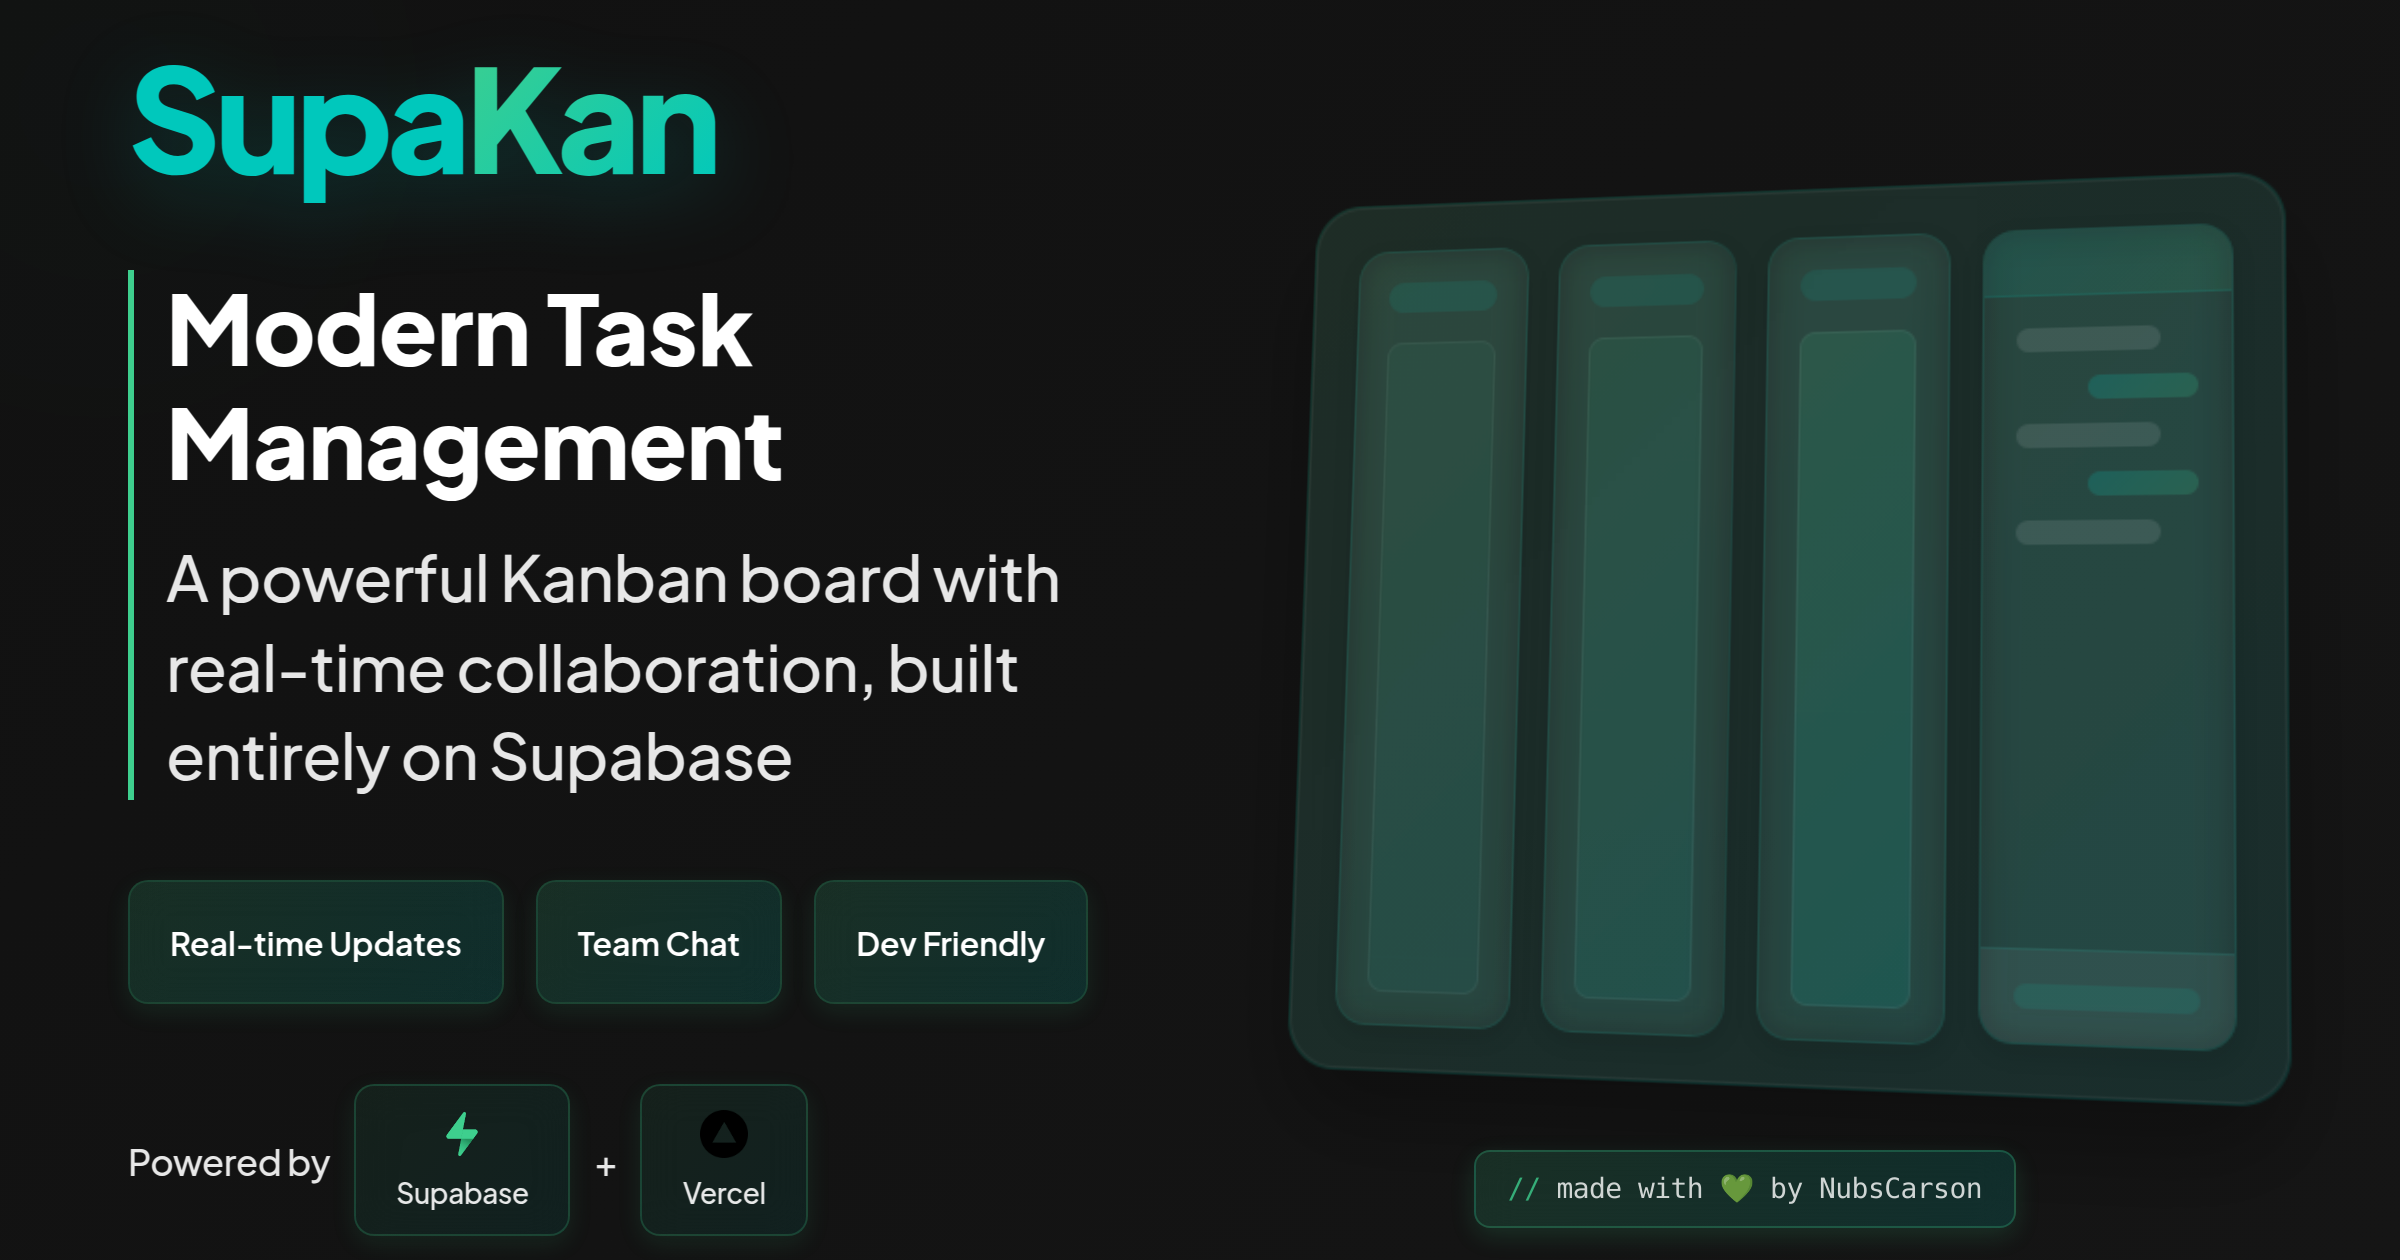 SupaKan
Modern Task
Management
A powerful Kanban board with
real-time collaboration, built
entirely on Supabase
Real-time Updates
Team Chat
Dev Friendly
Powered by
Supabase
+
Vercel
// made with 💚 by NubsCarson